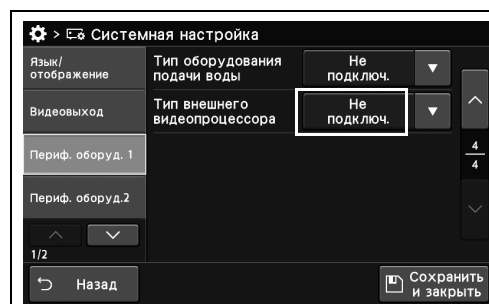 > Системная настройка
Язык/
отображение
Видеовыход
Периф. оборуд. 1
Периф. оборуд.2
1/2
Тип оборудования
подачи воды
Не
подключ.
Тип внешнего
видеопроцессора
Не
подключ.
4
4
Назад
Сохранить
и закрыть